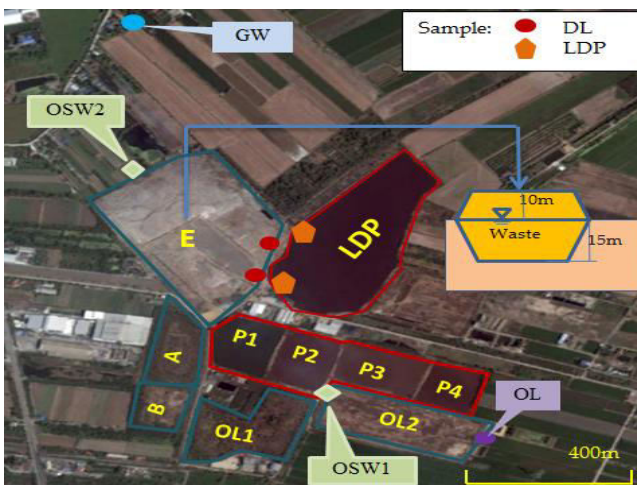 GW
Sample:
DL
LDP
OSW2
10m
E
LDP
Waste
15m
P1
P2
P3
P4
A
B
OL1
OL2
OL
OSW1
400m